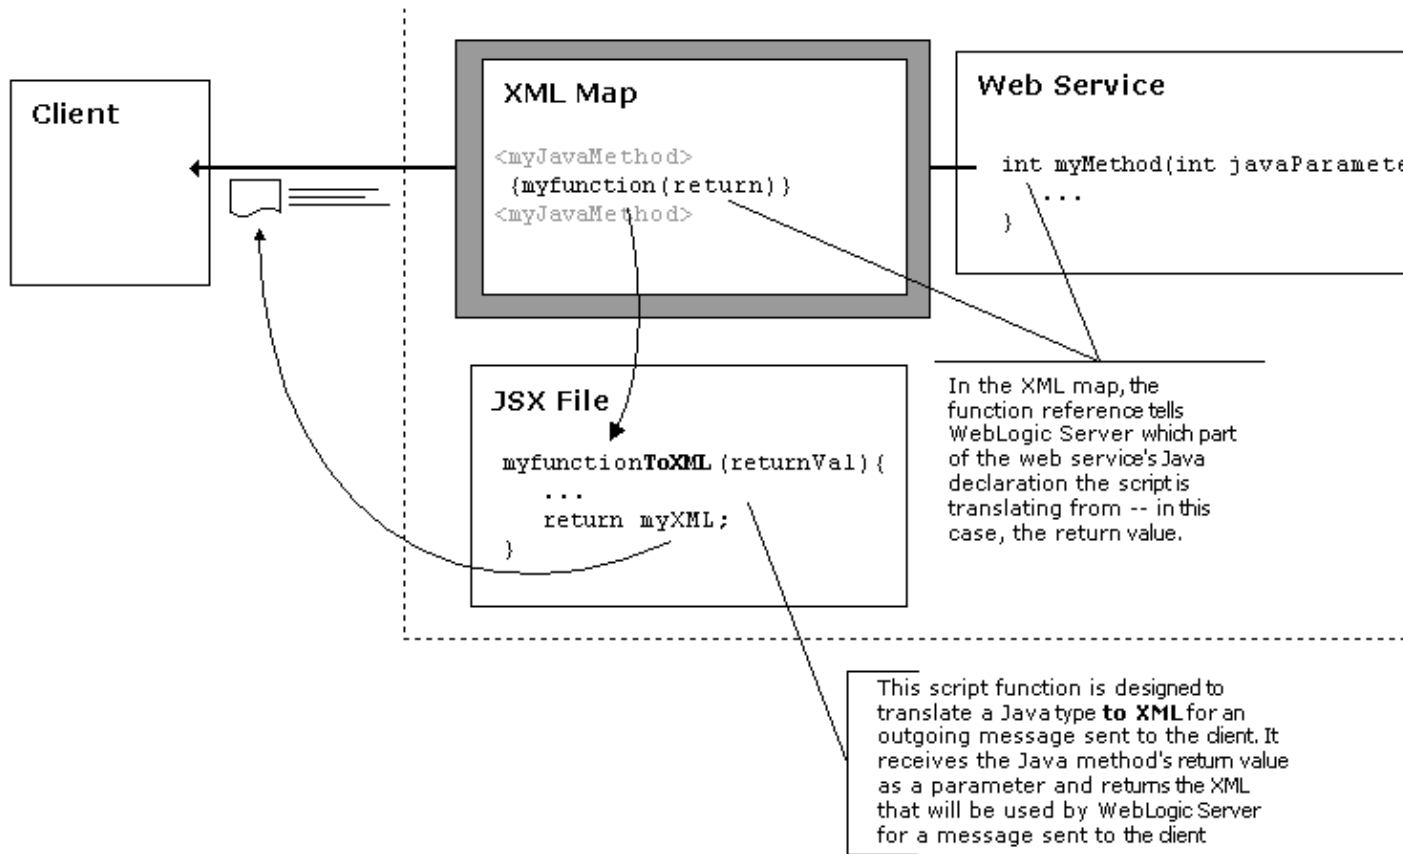 Client
XML Map
<myJavaMethod>
{myfunction(return)}
<myJavaMethod>
Web Service
int myMethod(int javaParamete
...
}
JSX File
myfunctionToXML(returnVal){
...
return myXML;
}
In the XML map, the
function reference tells
WebLogic Server which part
of the web service's Java
declaration the script is
translating from -- in this
case, the return value.
This script function is designed to
translate a Java type to XML for an
outgoing message sent to the client. It
receives the Java method's return value
as a parameter and returns the XML
that will be used by WebLogic Server
for a message sent to the client